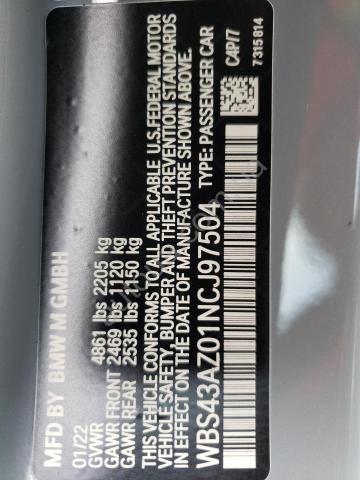 MFD BY BMW M GMBH
01/22
GVWR 4861 lbs 2205 kg
GAWR FRONT 2469 lbs 1120 kg
GAWR REAR 2535 lbs 1150 kg
THIS VEHICLE CONFORMS TO ALL APPLICABLE U.S. FEDERAL MOTOR
VEHICLE SAFETY, BUMPER AND THEFT PREVENTION STANDARDS
IN EFFECT ON THE DATE OF MANUFACTURE SHOWN ABOVE.
WBS43AZ01NCJ97504 TYPE: PASSENGER CAR
C4P/7
7 315 814